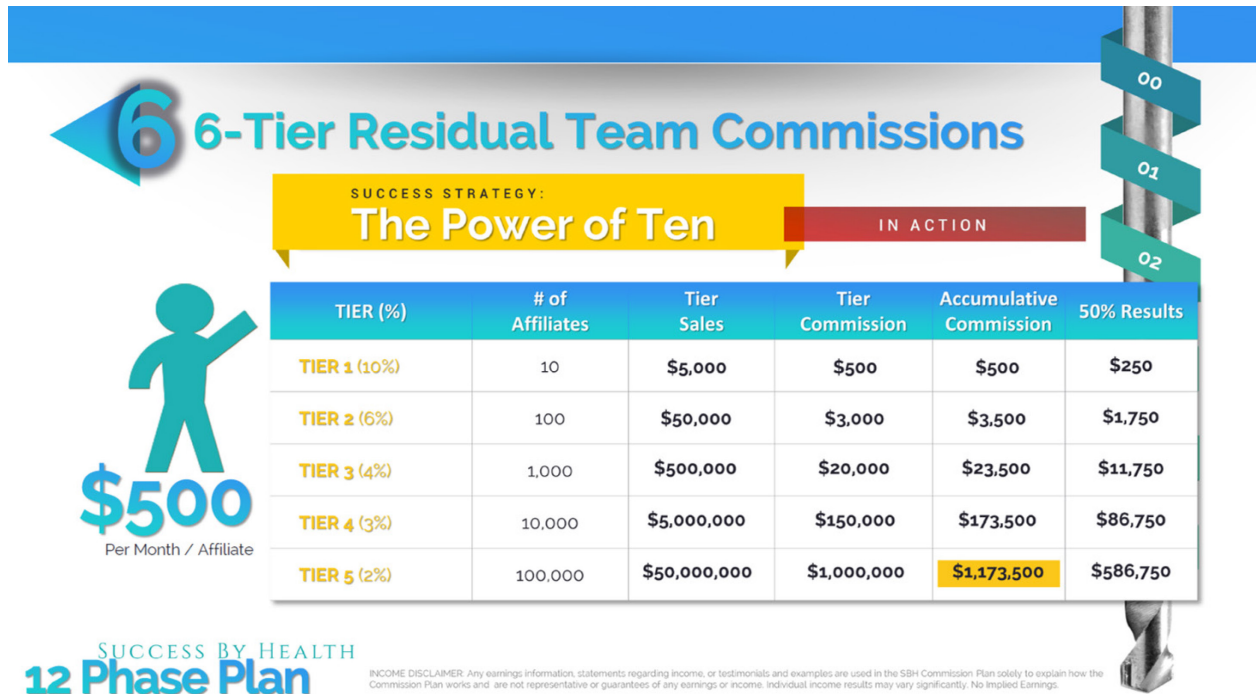 00
6 6-Tier Residual Team Commissions
01
SUCCESS STRATEGY:
The Power of Ten
IN ACTION
02
TIER (%) # of Affiliates Tier Sales Tier Commission Accumulative Commission 50% Results
TIER 1 (10%) 10 $5,000 $500 $500 $250
TIER 2 (6%) 100 $50,000 $3,000 $3,500 $1,750
TIER 3 (4%) 1,000 $500,000 $20,000 $23,500 $11,750
TIER 4 (3%) 10,000 $5,000,000 $150,000 $173,500 $86,750
TIER 5 (2%) 100,000 $50,000,000 $1,000,000 $1,173,500 $586,750
$500
Per Month / Affiliate
SUCCESS BY HEALTH
12 Phase Plan
INCOME DISCLAIMER: Any earnings information, statements regarding income, or testimonials and examples are used in the SBH Commission Plan solely to explain how the
Commission Plan works and are not representative or guarantees of any earnings or income, individual income results may vary significantly. No Implied Earnings.